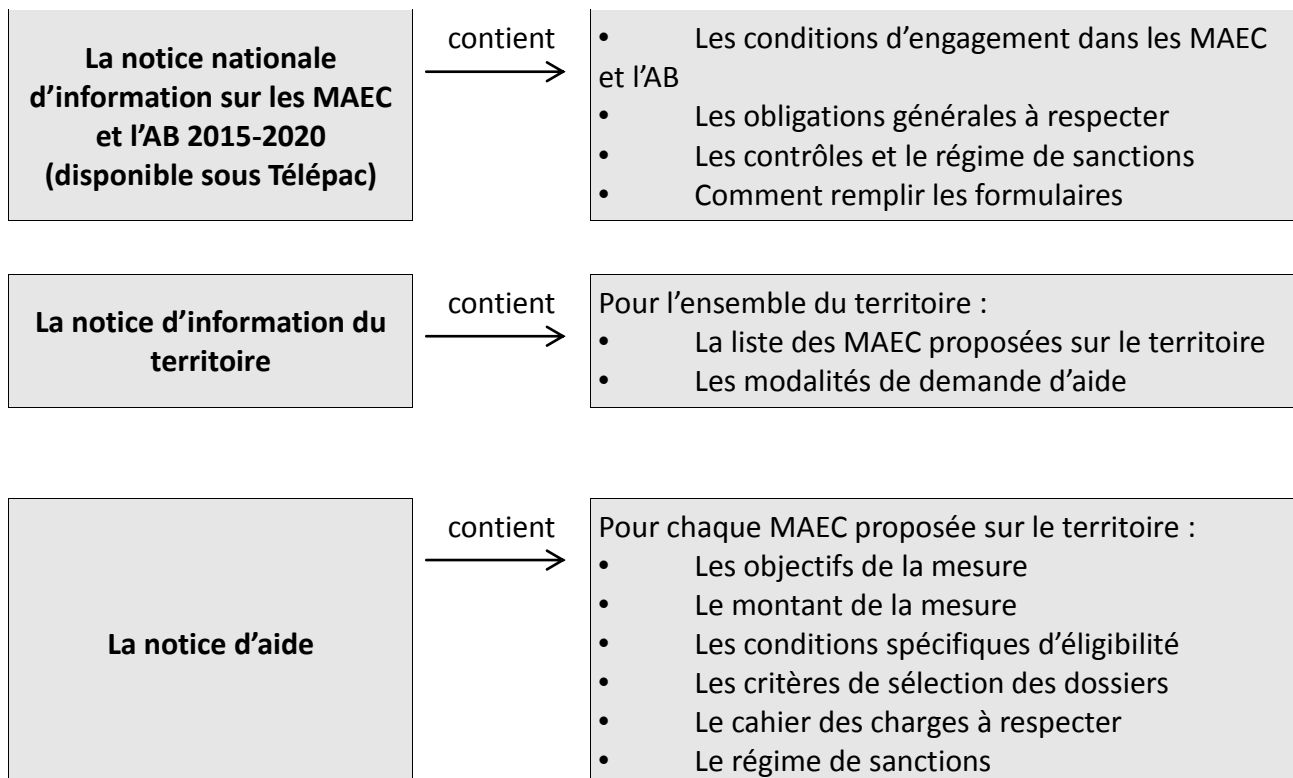 La notice nationale
d’information sur les MAEC
et l’AB 2015-2020
(disponible sous Télépac)
contient
• Les conditions d’engagement dans les MAEC
et l’AB
• Les obligations générales à respecter
• Les contrôles et le régime de sanctions
• Comment remplir les formulaires
La notice d’information du
territoire
contient
Pour l’ensemble du territoire :
• La liste des MAEC proposées sur le territoire
• Les modalités de demande d’aide
La notice d’aide
contient
Pour chaque MAEC proposée sur le territoire :
• Les objectifs de la mesure
• Le montant de la mesure
• Les conditions spécifiques d’éligibilité
• Les critères de sélection des dossiers
• Le cahier des charges à respecter
• Le régime de sanctions